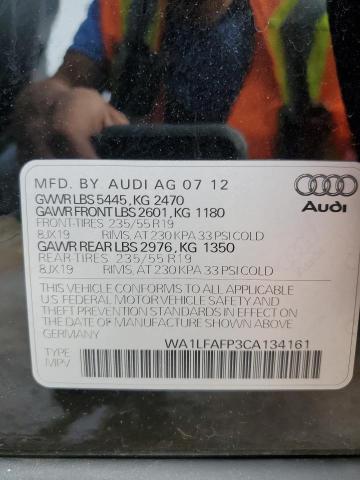 MFD. BY AUDI AG 07 12
GVWR LBS 5445, KG 2470
GAWR FRONT LBS 2601, KG 1180
FRONT-TIRES 235/55 R19
8JX19 RIMS, AT 230 KPA 33 PSI COLD
GAWR REAR LBS 2976, KG 1350
REAR-TIRES 235/55 R19
8JX19 RIMS, AT 230 KPA 33 PSI COLD
Audi
THIS VEHICLE CONFORMS TO ALL APPLICABLE
U.S FEDERAL MOTOR VEHICLE SAFETY AND
THEFT PREVENTION STANDARDS IN EFFECT ON
THE DATE OF MANUFACTURE SHOWN ABOVE
GERMANY
WA1LFAFP3CA134161
TYPE
MPV